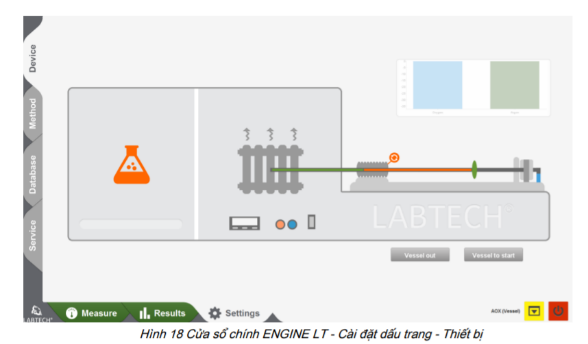 Device
Method
Database
Service
LABTECH
Vessel out
Vessel to start
LABTECH
Measure
Results
Settings
AOX (Vessel)
Hình 18 Cửa sổ chính ENGINE LT - Cài đặt dấu trang - Thiết bị